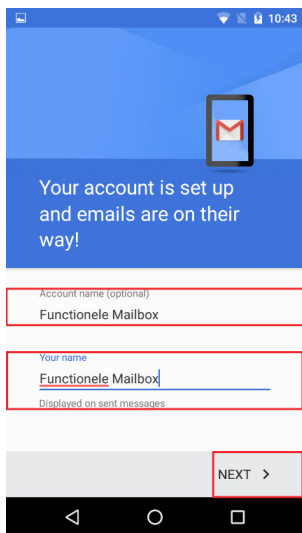 10:43
Your account is set up
and emails are on their
way!
Account name (optional)
Functionele Mailbox
Your name
Functionele Mailbox
Displayed on sent messages
NEXT >